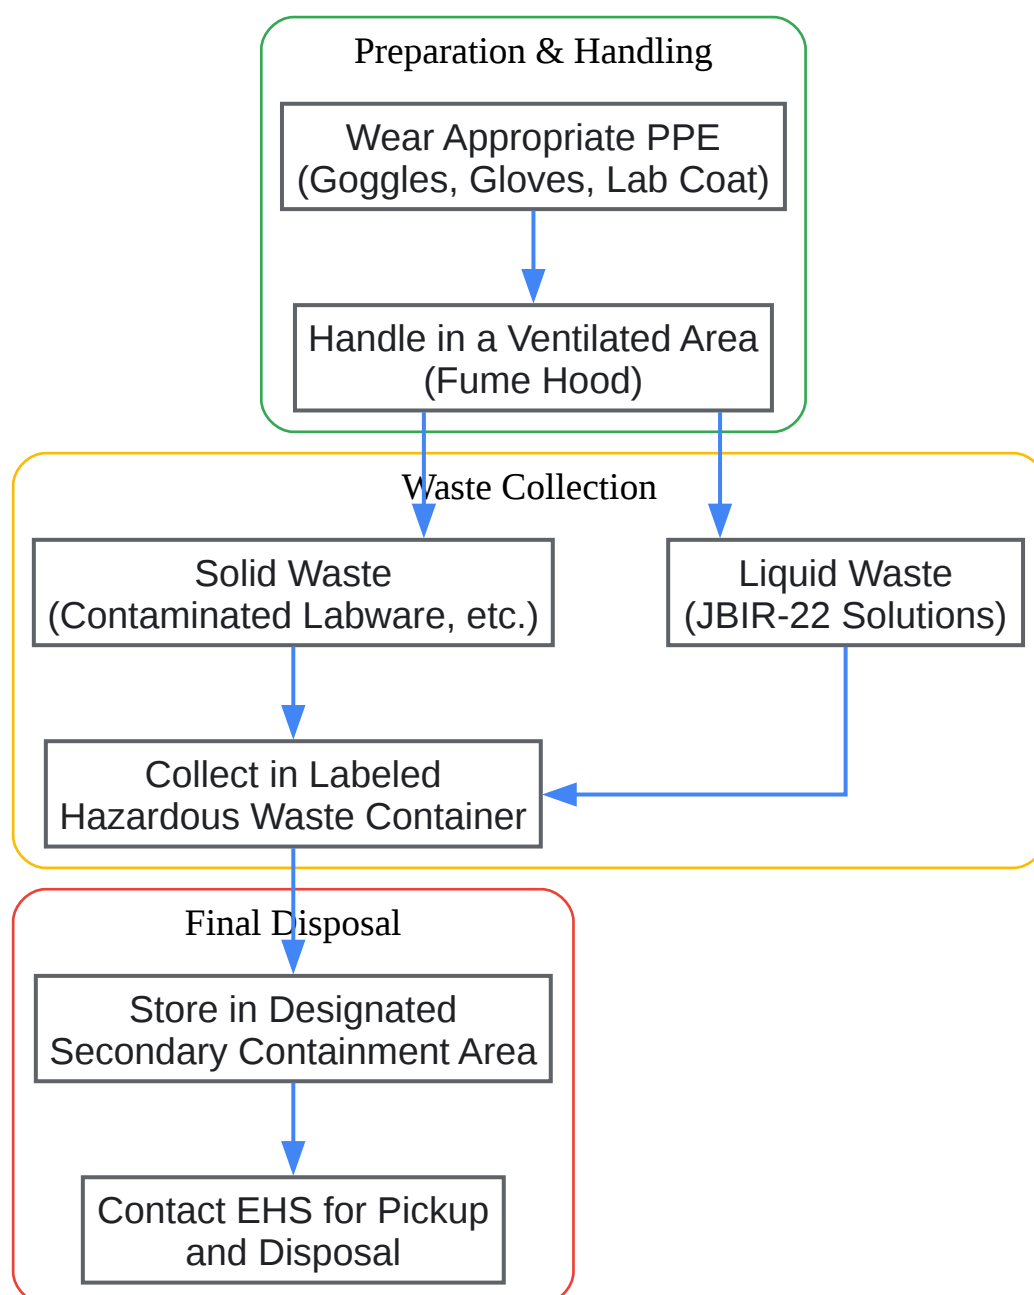 Preparation & Handling
Wear Appropriate PPE
(Goggles, Gloves, Lab Coat)
Handle in a Ventilated Area
(Fume Hood)
Waste Collection
Solid Waste
(Contaminated Labware, etc.)
Liquid Waste
(JBIR-22 Solutions)
Collect in Labeled
Hazardous Waste Container
Final Disposal
Store in Designated
Secondary Containment Area
Contact EHS for Pickup
and Disposal